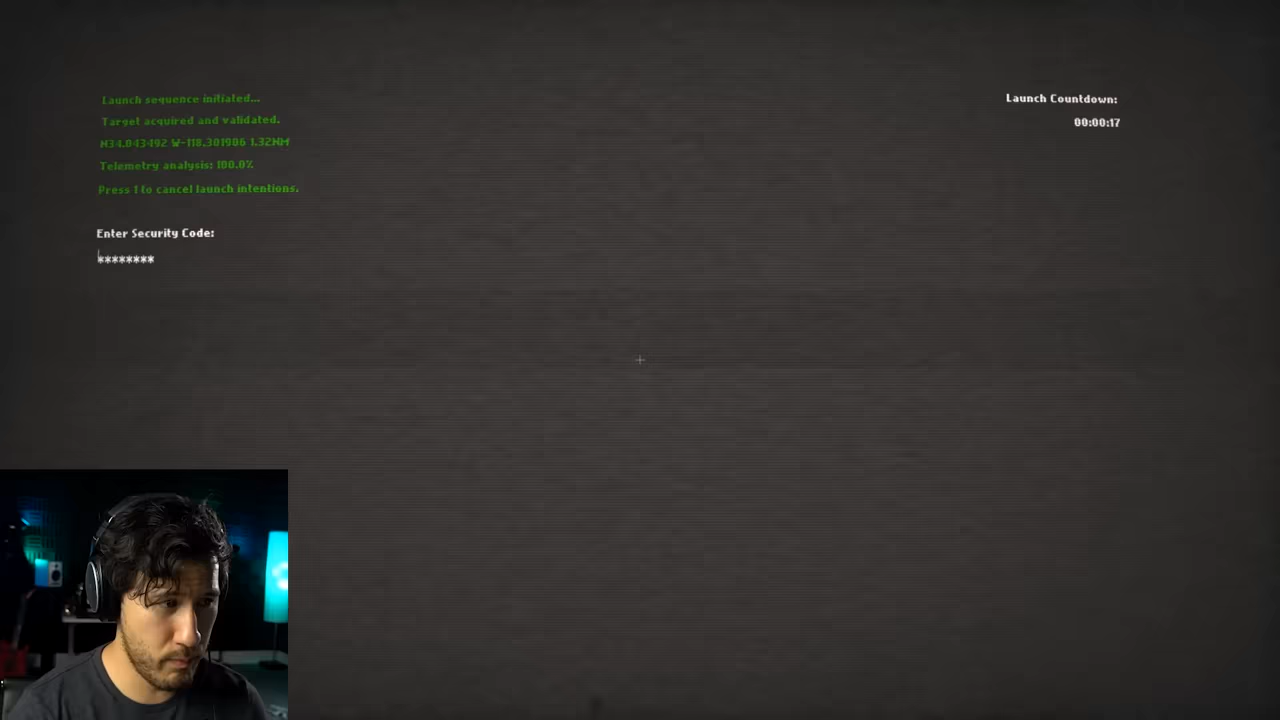 Launch sequence initiated...
Target acquired and validated.
N34.043492 W-118.301906 1.32NM
Telemetry analysis: 100.0%
Press 1 to cancel launch intentions.
Enter Security Code:
********
Launch Countdown:
00:00:17